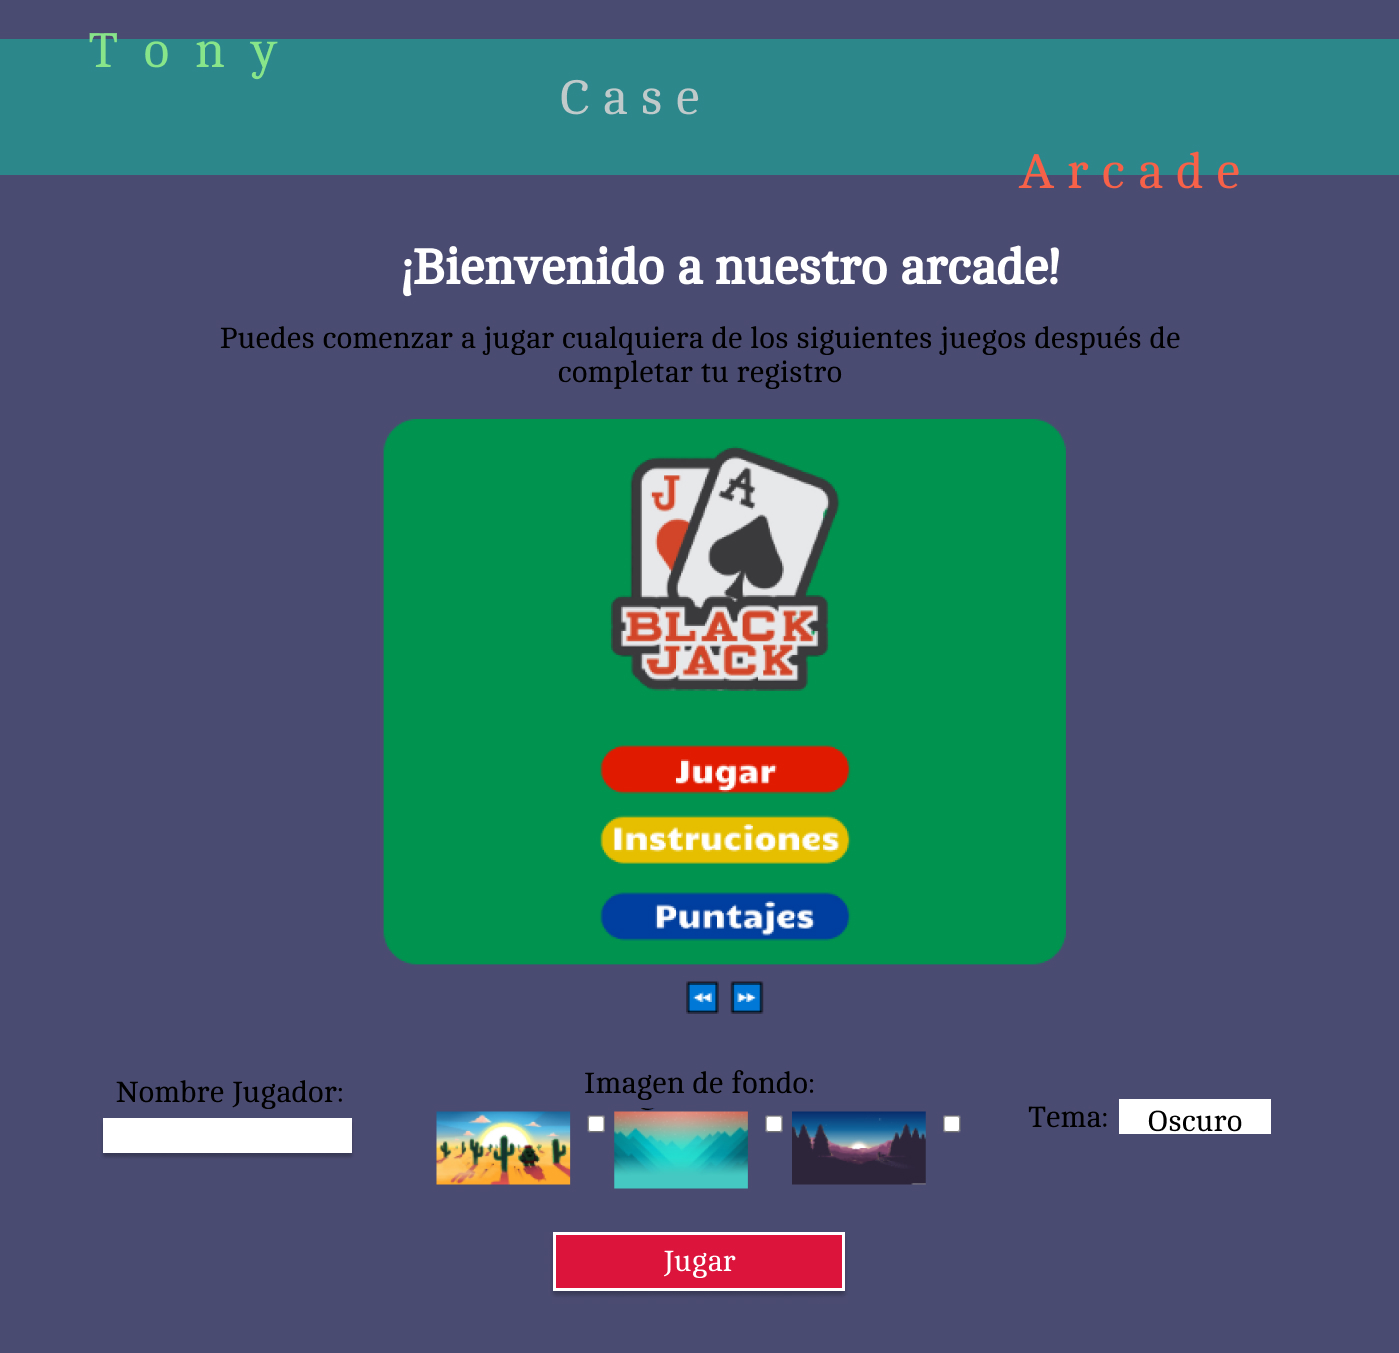 Tony
Case
Arcade
¡Bienvenido a nuestro arcade!
Puedes comenzar a jugar cualquiera de los siguientes juegos después de
completar tu registro
J
A
BLACK
JACK
Jugar
Instruciones
Puntajes
Nombre Jugador:
Imagen de fondo:
Tema: Oscuro
Jugar